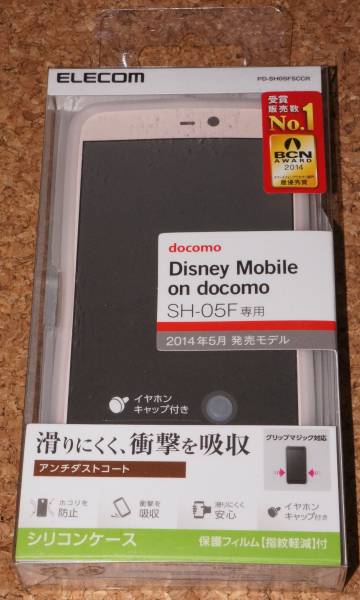 ELECOM
PD-SH05FSCCR
受賞
販売数
No.1
BCN
AWARD
2014
最優秀賞
docomo
Disney Mobile
on docomo
SH-05F専用
2014年5月 発売モデル
イヤホン
キャップ付き
滑りにくく、衝撃を吸収
アンチダストコート
グリップマジック対応
ホコリを
防止
衝撃を
吸収
滑りにくく
安心
イヤホン
キャップ付き
シリコンケース
保護フィルム【指紋軽減】付